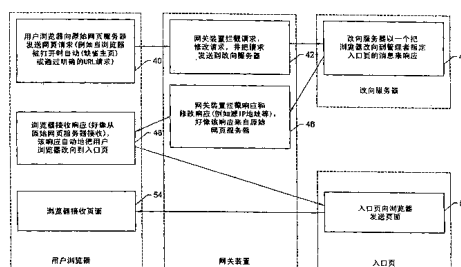 用户浏览器向原始网页服务器
发送网页请求(例如当浏览器
被打开时自动(缺省主页)
或通过明确的URL请求)
40
网关装置拦截请求,
修改请求, 并把请求
发送到改向服务器
42
改向服务器以一个把
浏览器改向到管理者指定
入口页的消息来响应
改向服务器
浏览器接收响应(好像从
原始网页服务器接收),
该响应自动地把用户
浏览器改向到入口页
48
网关装置拦截响应和
修改响应(例如源IP地址等),
好像该响应来自原始
网页服务器
46
浏览器接收页面
54
入口页向浏览器
发送页面
用户浏览器
网关装置
入口页